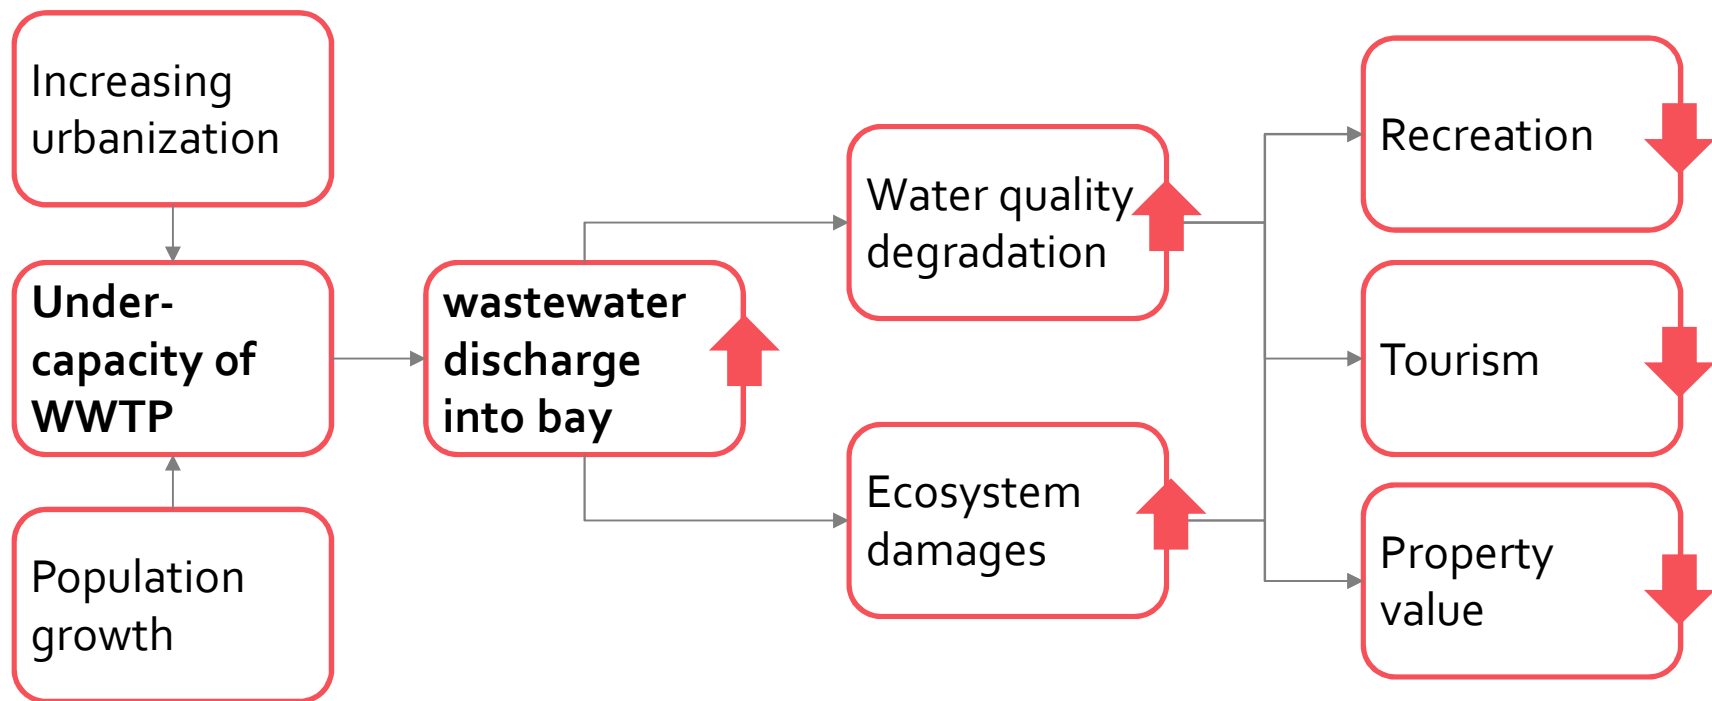 Increasing
urbanization
Under-
capacity of
WWTP
Population
growth
wastewater
discharge
into bay
Water quality
degradation
Ecosystem
damages
Recreation
Tourism
Property
value